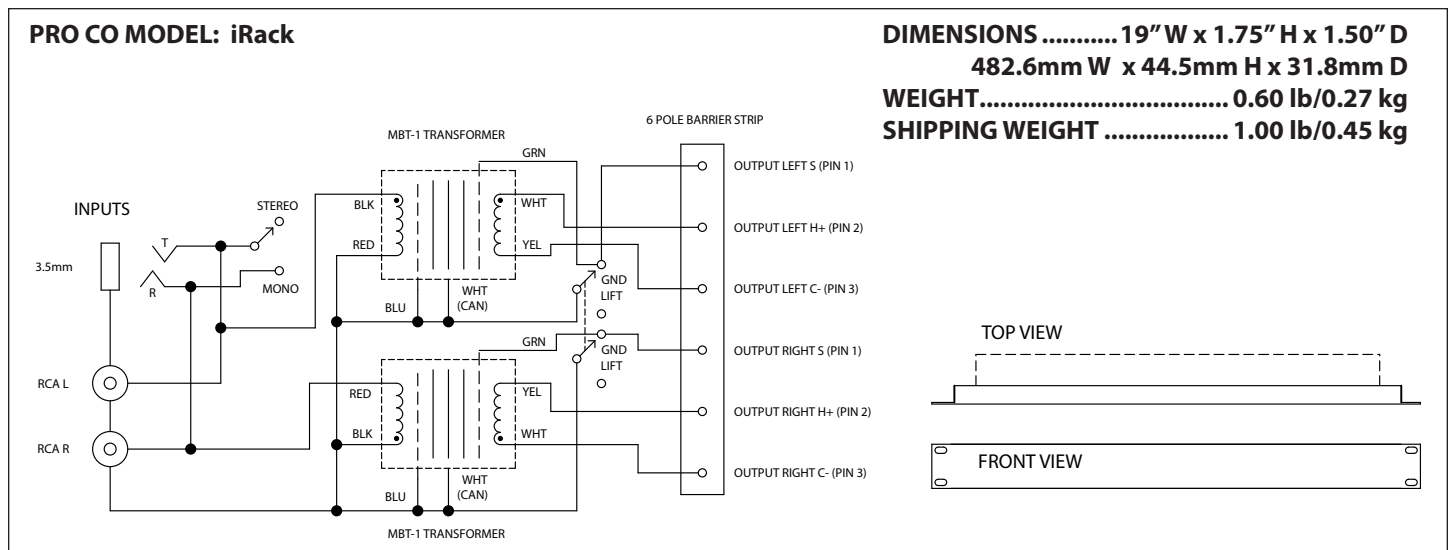 PRO CO MODEL: iRack
DIMENSIONS ........... 19” W x 1.75” H x 1.50” D
482.6mm W x 44.5mm H x 31.8mm D
WEIGHT.................................... 0.60 lb/0.27 kg
SHIPPING WEIGHT .................. 1.00 lb/0.45 kg
6 POLE BARRIER STRIP
MBT-1 TRANSFORMER
GRN
OUTPUT LEFT S (PIN 1)
INPUTS
STEREO
BLK
WHT
OUTPUT LEFT H+ (PIN 2)
T
RED
YEL
3.5mm
R
MONO
GND
LIFT
WHT
(CAN)
BLU
OUTPUT LEFT C- (PIN 3)
GRN
GND
LIFT
OUTPUT RIGHT S (PIN 1)
RCA L
RED
YEL
OUTPUT RIGHT H+ (PIN 2)
BLK
WHT
RCA R
OUTPUT RIGHT C- (PIN 3)
WHT
(CAN)
BLU
MBT-1 TRANSFORMER
TOP VIEW
FRONT VIEW